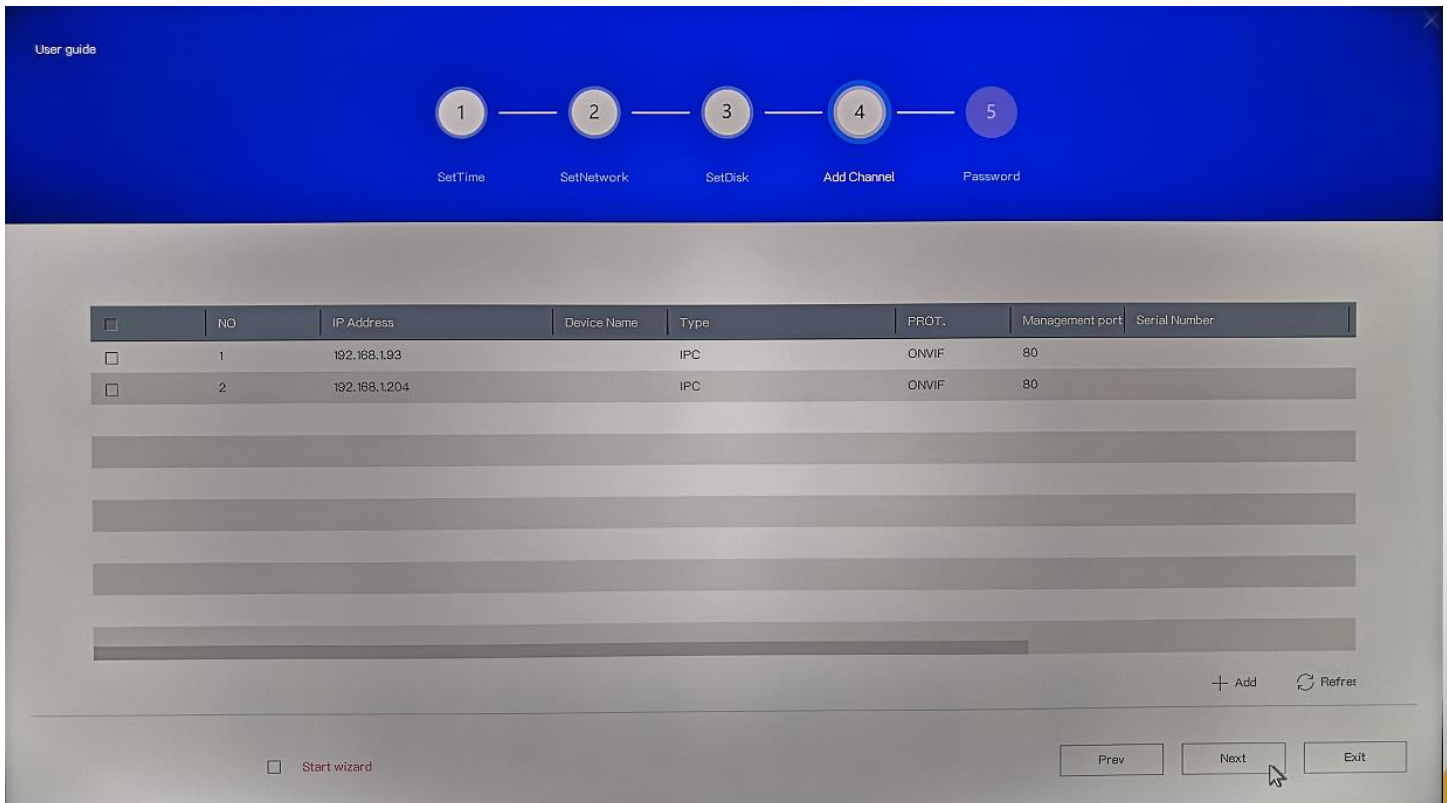 User guide
1 2 3 4 5
SetTime SetNetwork SetDisk Add Channel Password
NO IP Address Device Name Type PROT. Management port Serial Number
1 192.168.1.93 IPC ONVIF 80
2 192.168.1.204 IPC ONVIF 80
+ Add Refres
Start wizard Prev Next Exit